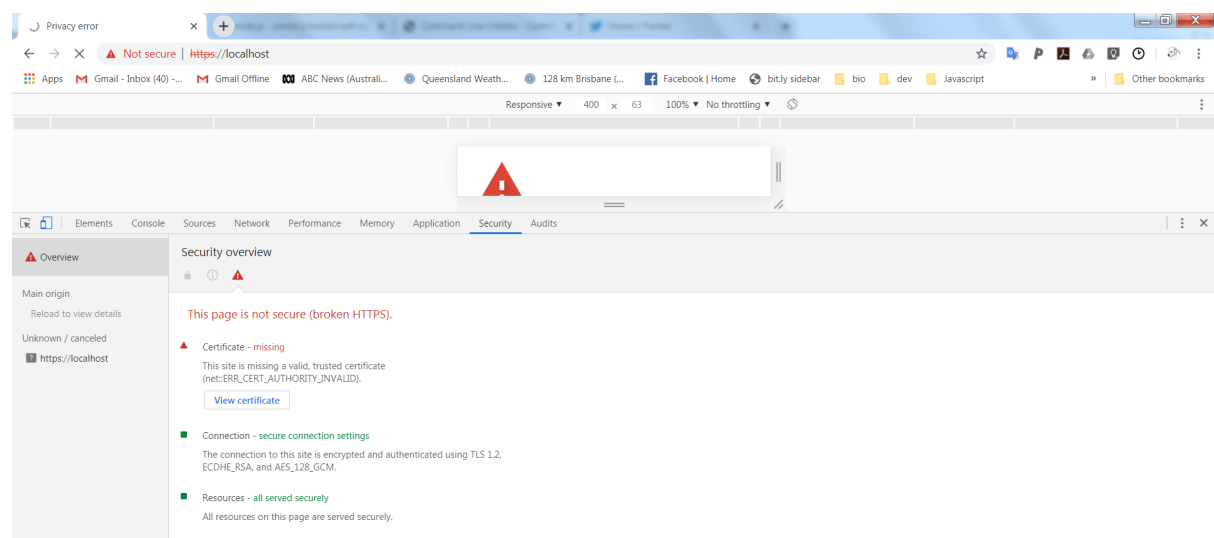 Privacy error
Not secure | https://localhost
Apps Gmail - Inbox (40) -... Gmail Offline ABC News (Australi... Queensland Weath... 128 km Brisbane (... Facebook | Home bit.ly sidebar bio dev Javascript » Other bookmarks
Responsive ▼ 400 x 63 100% ▼ No throttling ▼
Elements Console Sources Network Performance Memory Application Security Audits
Overview
Main origin
Reload to view details
Unknown / canceled
https://localhost
Security overview
This page is not secure (broken HTTPS).
Certificate - missing
This site is missing a valid, trusted certificate
(net::ERR_CERT_AUTHORITY_INVALID).
View certificate
Connection - secure connection settings
The connection to this site is encrypted and authenticated using TLS 1.2,
ECDHE_RSA, and AES_128_GCM.
Resources - all served securely
All resources on this page are served securely.